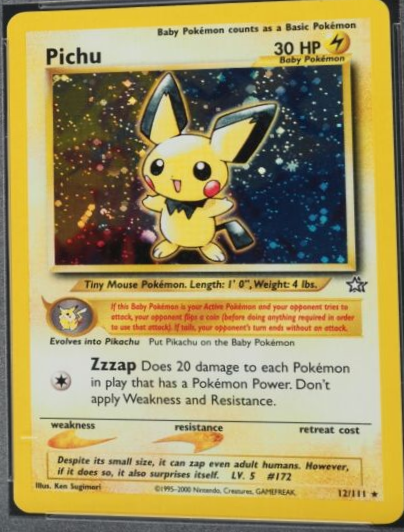 Baby Pokémon counts as a Basic Pokémon
Pichu
30 HP
Baby Pokémon
Tiny Mouse Pokémon. Length: 1' 0", Weight: 4 lbs.
If this Baby Pokémon is your Active Pokémon and your opponent tries to
attack, your opponent flips a coin (before doing anything required in order
to use that attack). If tails, your opponent's turn ends without an attack.
Evolves into Pikachu Put Pikachu on the Baby Pokémon
Zzzap Does 20 damage to each Pokémon
in play that has a Pokémon Power. Don't
apply Weakness and Resistance.
weakness resistance retreat cost
Despite its small size, it can zap even adult humans. However,
if it does so, it also surprises itself. LV. 5 #172
Illus. Ken Sugimori
©1995-2000 Nintendo, Creatures, GAMEFREAK.
12/111 ★